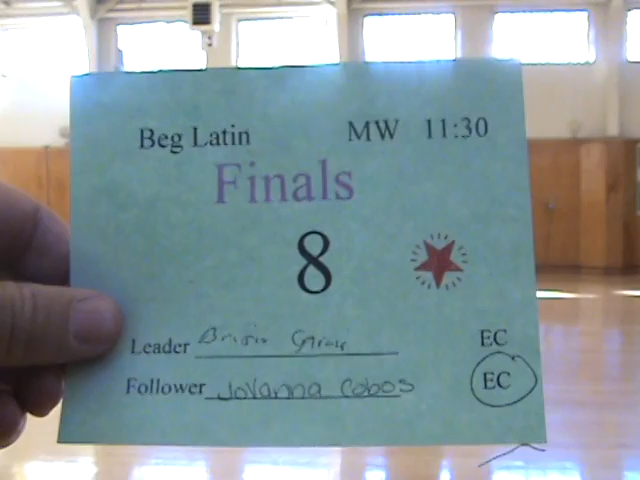 Beg Latin MW 11:30
Finals
8
Leader EC
Follower Jovanna Cobos EC